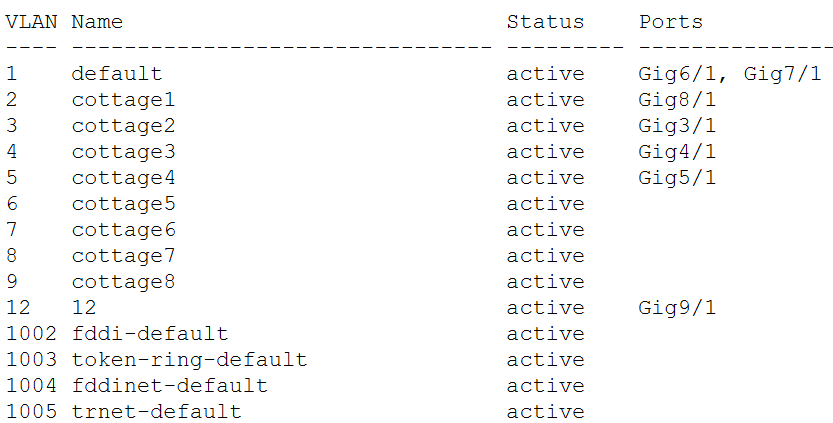 VLAN Name Status Ports
---- -------------------------------- --------- ---------------
1 default active Gig6/1, Gig7/1
2 cottage1 active Gig8/1
3 cottage2 active Gig3/1
4 cottage3 active Gig4/1
5 cottage4 active Gig5/1
6 cottage5 active
7 cottage6 active
8 cottage7 active
9 cottage8 active
12 12 active Gig9/1
1002 fddi-default active
1003 token-ring-default active
1004 fddinet-default active
1005 trnet-default active